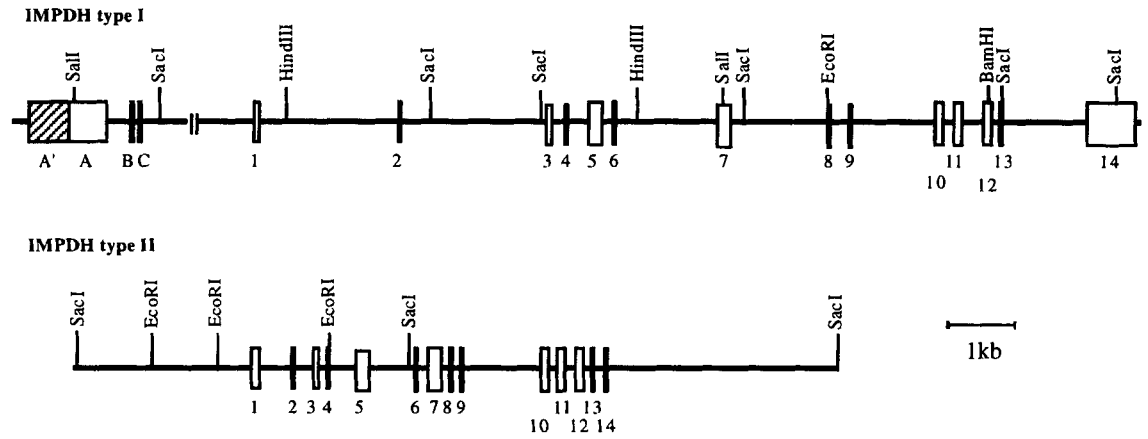 IMPDH type I
SalI SacI HindIII SacI SacI HindIII SalI SacI EcoRI BamHI SacI SacI
A' A B C 1 2 3 4 5 6 7 8 9 10 11 12 13 14
IMPDH type II
SacI EcoRI EcoRI EcoRI SacI SacI
1kb
1 2 3 4 5 6 7 8 9 10 11 12 13 14